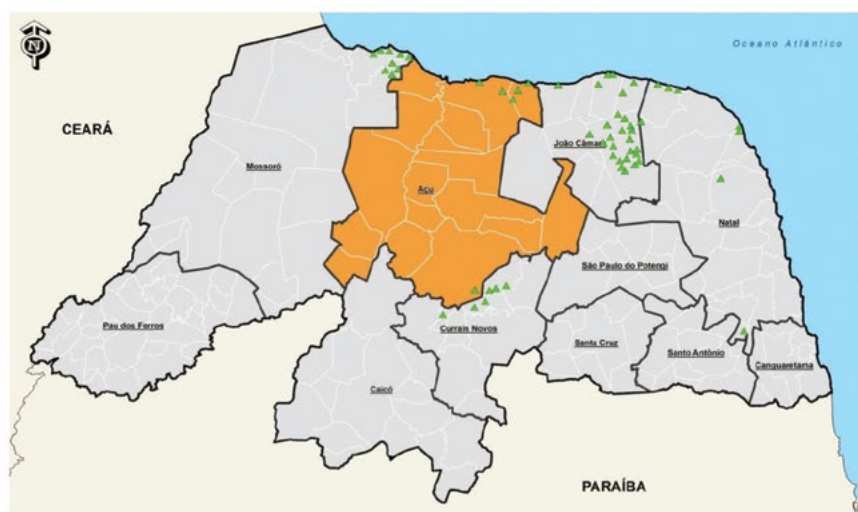 N
Oceano Atlântico
CEARÁ
João Câmara
Mossoró
Açu
Natal
São Paulo do Potengi
Pau dos Ferros
Currais Novos
Santa Cruz
Santo Antônio
Canguaretama
Caicó
PARAÍBA